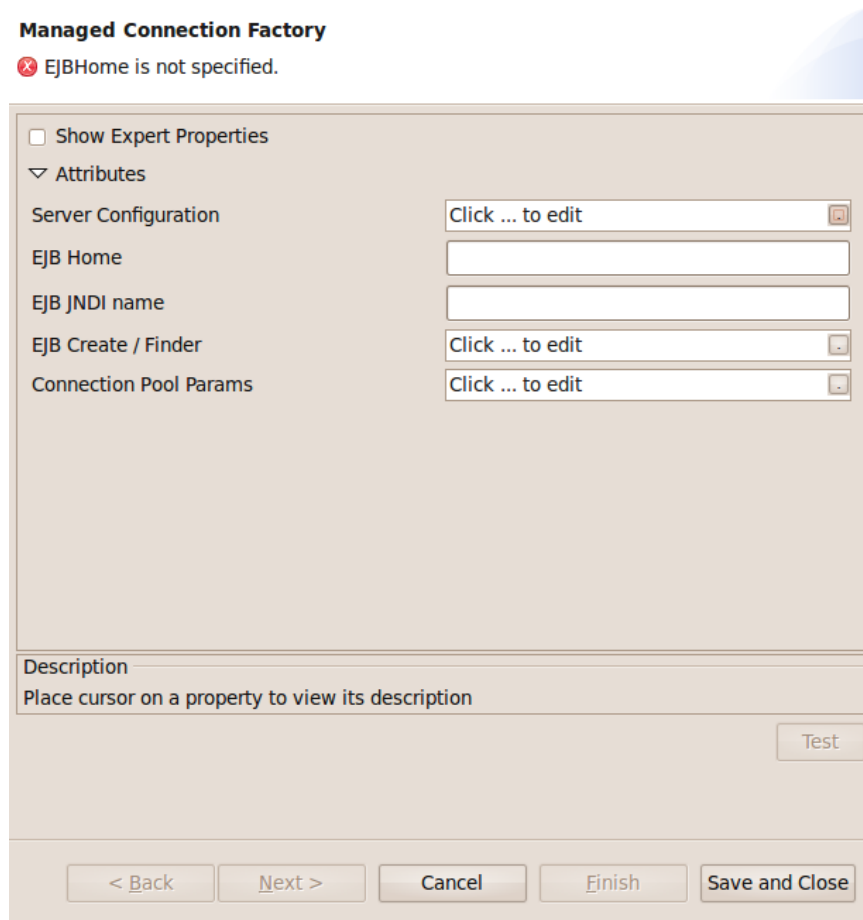 Managed Connection Factory
EJBHome is not specified.
Show Expert Properties
Attributes
Server Configuration Click ... to edit
EJB Home
EJB JNDI name
EJB Create / Finder Click ... to edit
Connection Pool Params Click ... to edit
Description
Place cursor on a property to view its description
Test
< Back Next > Cancel Finish Save and Close